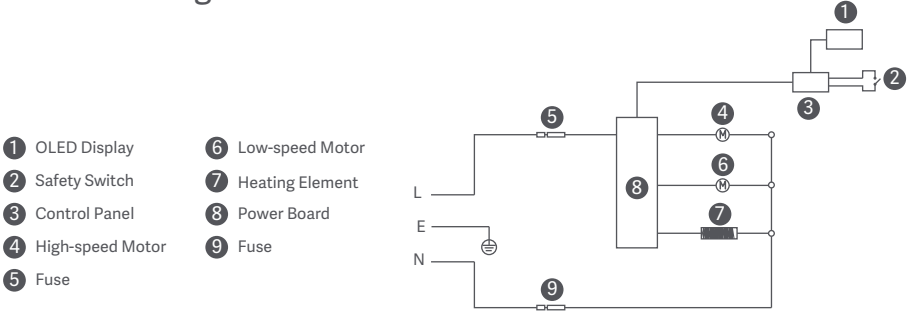 1 OLED Display
2 Safety Switch
3 Control Panel
4 High-speed Motor
5 Fuse
6 Low-speed Motor
7 Heating Element
8 Power Board
9 Fuse
1
2
3
5
4
M
6
M
8
7
L
E
N
9